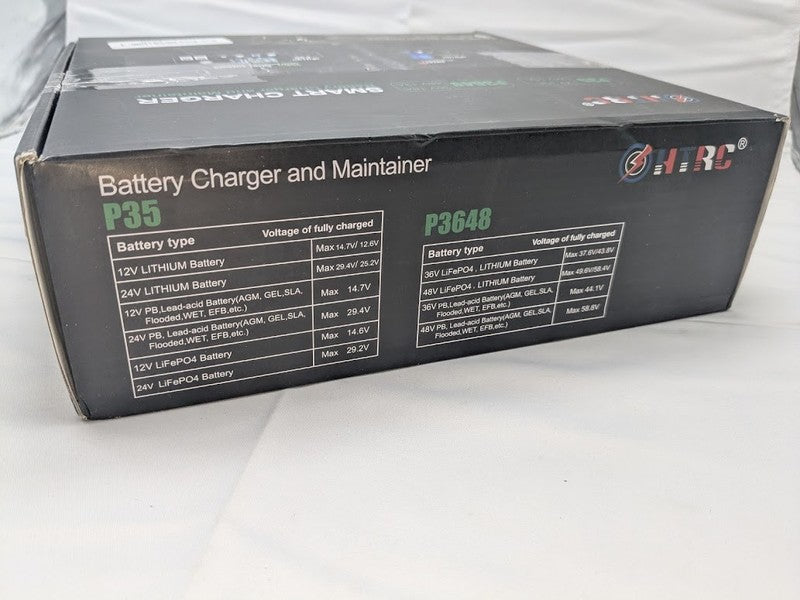 SMART CHARGER
HTRC®
Battery Charger and Maintainer
P35
Battery type Voltage of fully charged
12V LITHIUM Battery Max 14.7V/ 12.6V
24V LITHIUM Battery Max 29.4V/ 25.2V
12V PB,Lead-acid Battery(AGM, GEL,SLA, Max 14.7V
Flooded,WET, EFB,etc.)
24V PB, Lead-acid Battery(AGM, GEL,SLA, Max 29.4V
Flooded,WET, EFB,etc.)
12V LiFePO4 Battery Max 14.6V
24V LiFePO4 Battery Max 29.2V
P3648
Battery type Voltage of fully charged
36V LiFePO4 , LITHIUM Battery Max 37.6V/43.8V
48V LiFePO4 , LITHIUM Battery Max 49.6V/58.4V
36V PB,Lead-acid Battery(AGM, GEL,SLA, Max 44.1V
Flooded,WET, EFB,etc.)
48V PB, Lead-acid Battery(AGM, GEL,SLA, Max 58.8V
Flooded,WET, EFB,etc.)